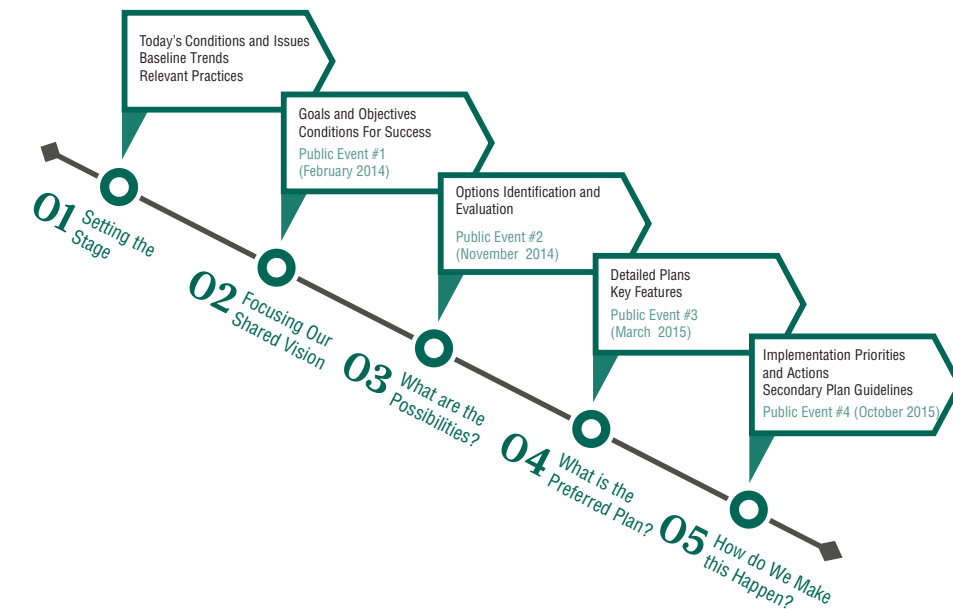 Today's Conditions and Issues
Baseline Trends
Relevant Practices
01 Setting the
Stage
Goals and Objectives
Conditions For Success
Public Event #1
(February 2014)
02 Focusing Our
Shared Vision
Options Identification and
Evaluation
Public Event #2
(November 2014)
03 What are the
Possibilities?
Detailed Plans
Key Features
Public Event #3
(March 2015)
04 What is the
Preferred Plan?
Implementation Priorities
and Actions
Secondary Plan Guidelines
Public Event #4 (October 2015)
05 How do We Make
this Happen?